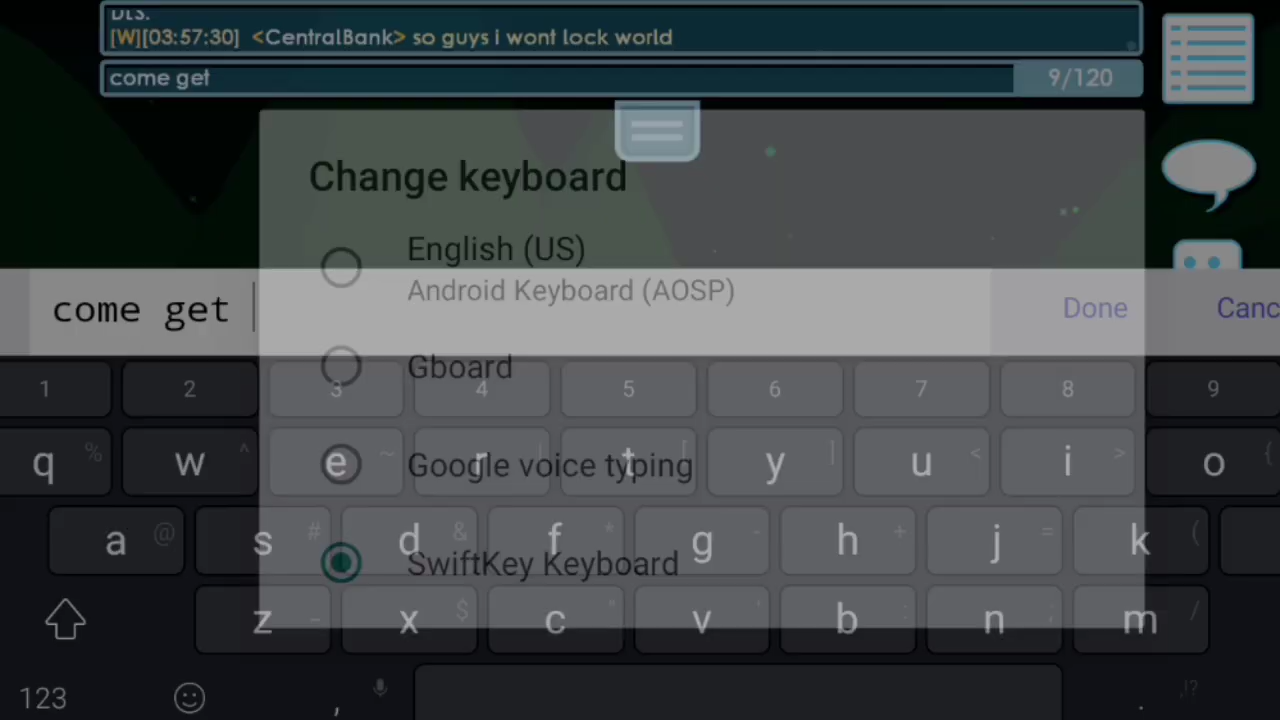 DLS.
[W][03:57:30] <CentralBank> so guys i wont lock world
come get 9/120
Change keyboard
English (US)
Android Keyboard (AOSP)
come get Done Canc
Gboard
1 2 3 4 5 6 7 8 9
q % w ^ e ~ r | t [ y ] u < i > o {
Google voice typing
a @ s # d & f * g - h + j = k (
SwiftKey Keyboard
z _ x $ c " v ' b : n ; m /
123 , . ,!?